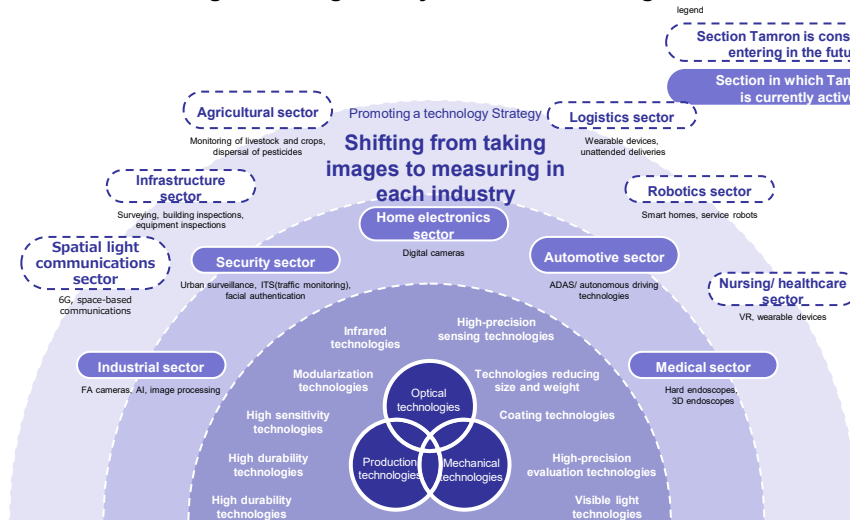 legend
Section Tamron is cons
entering in the futu
Section in which Tam
is currently active
Promoting a technology Strategy
Shifting from taking
images to measuring in
each industry
Agricultural sector
Monitoring of livestock and crops,
dispersal of pesticides
Logistics sector
Wearable devices,
unattended deliveries
Infrastructure
sector
Surveying, building inspections,
equipment inspections
Robotics sector
Smart homes, service robots
Spatial light
communications
sector
6G, space-based
communications
Home electronics
sector
Digital cameras
Security sector
Urban surveillance, ITS(traffic monitoring),
facial authentication
Automotive sector
ADAS/ autonomous driving
technologies
Nursing/ healthcare
sector
VR, wearable devices
Industrial sector
FA cameras, AI, image processing
Medical sector
Hard endoscopes,
3D endoscopes
Infrared
technologies
High-precision
sensing technologies
Modularization
technologies
Technologies reducing
size and weight
High sensitivity
technologies
Coating technologies
High durability
technologies
High-precision
evaluation technologies
High durability
technologies
Visible light
technologies
Optical
technologies
Production
technologies
Mechanical
technologies